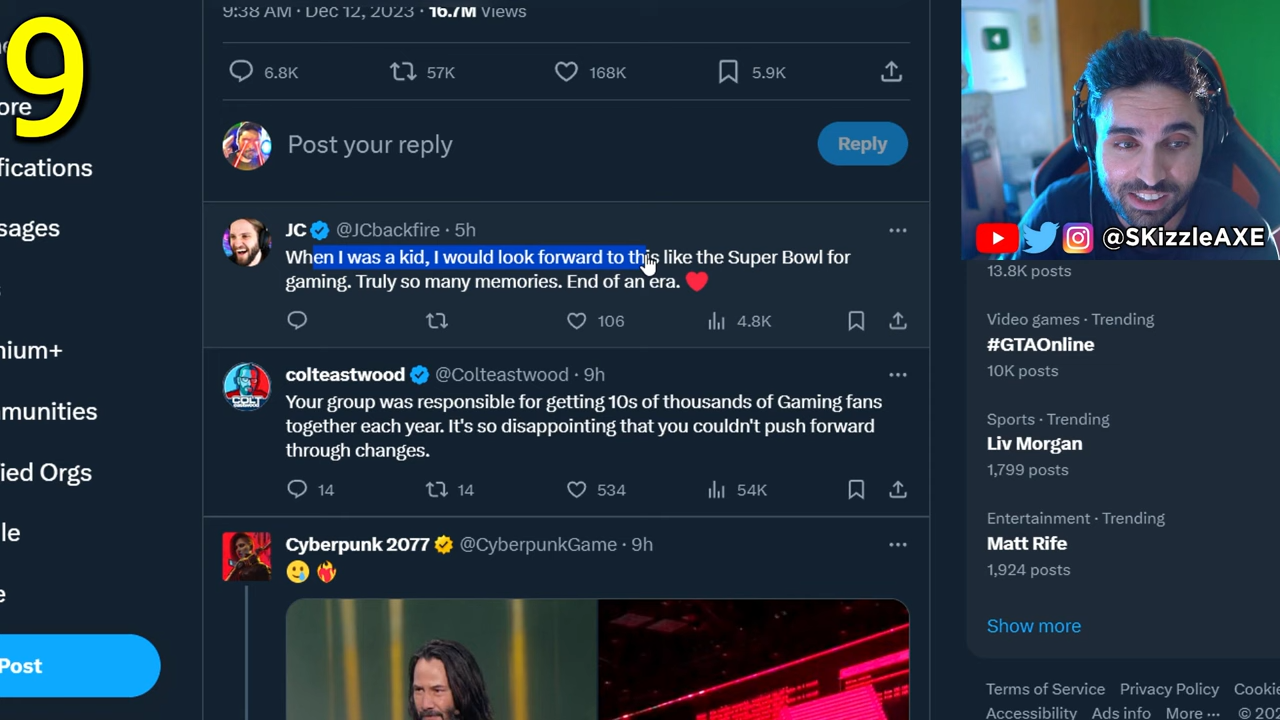 9
9:38 AM · Dec 12, 2023 · 16.7M Views
6.8K 57K 168K 5.9K
ore
Post your reply Reply
ifications
ssages
nium+
mmunities
ied Orgs
le
e
Post
JC @JCbackfire · 5h
When I was a kid, I would look forward to this like the Super Bowl for
gaming. Truly so many memories. End of an era.
106 4.8K
colteastwood @Colteastwood · 9h
Your group was responsible for getting 10s of thousands of Gaming fans
together each year. It's so disappointing that you couldn't push forward
through changes.
14 14 534 54K
Cyberpunk 2077 @CyberpunkGame · 9h
@SKizzleAXE
13.8K posts
Video games · Trending
#GTAOnline
10K posts
Sports · Trending
Liv Morgan
1,799 posts
Entertainment · Trending
Matt Rife
1,924 posts
Show more
Terms of Service Privacy Policy Cookie
Accessibility Ads info More ··· © 202